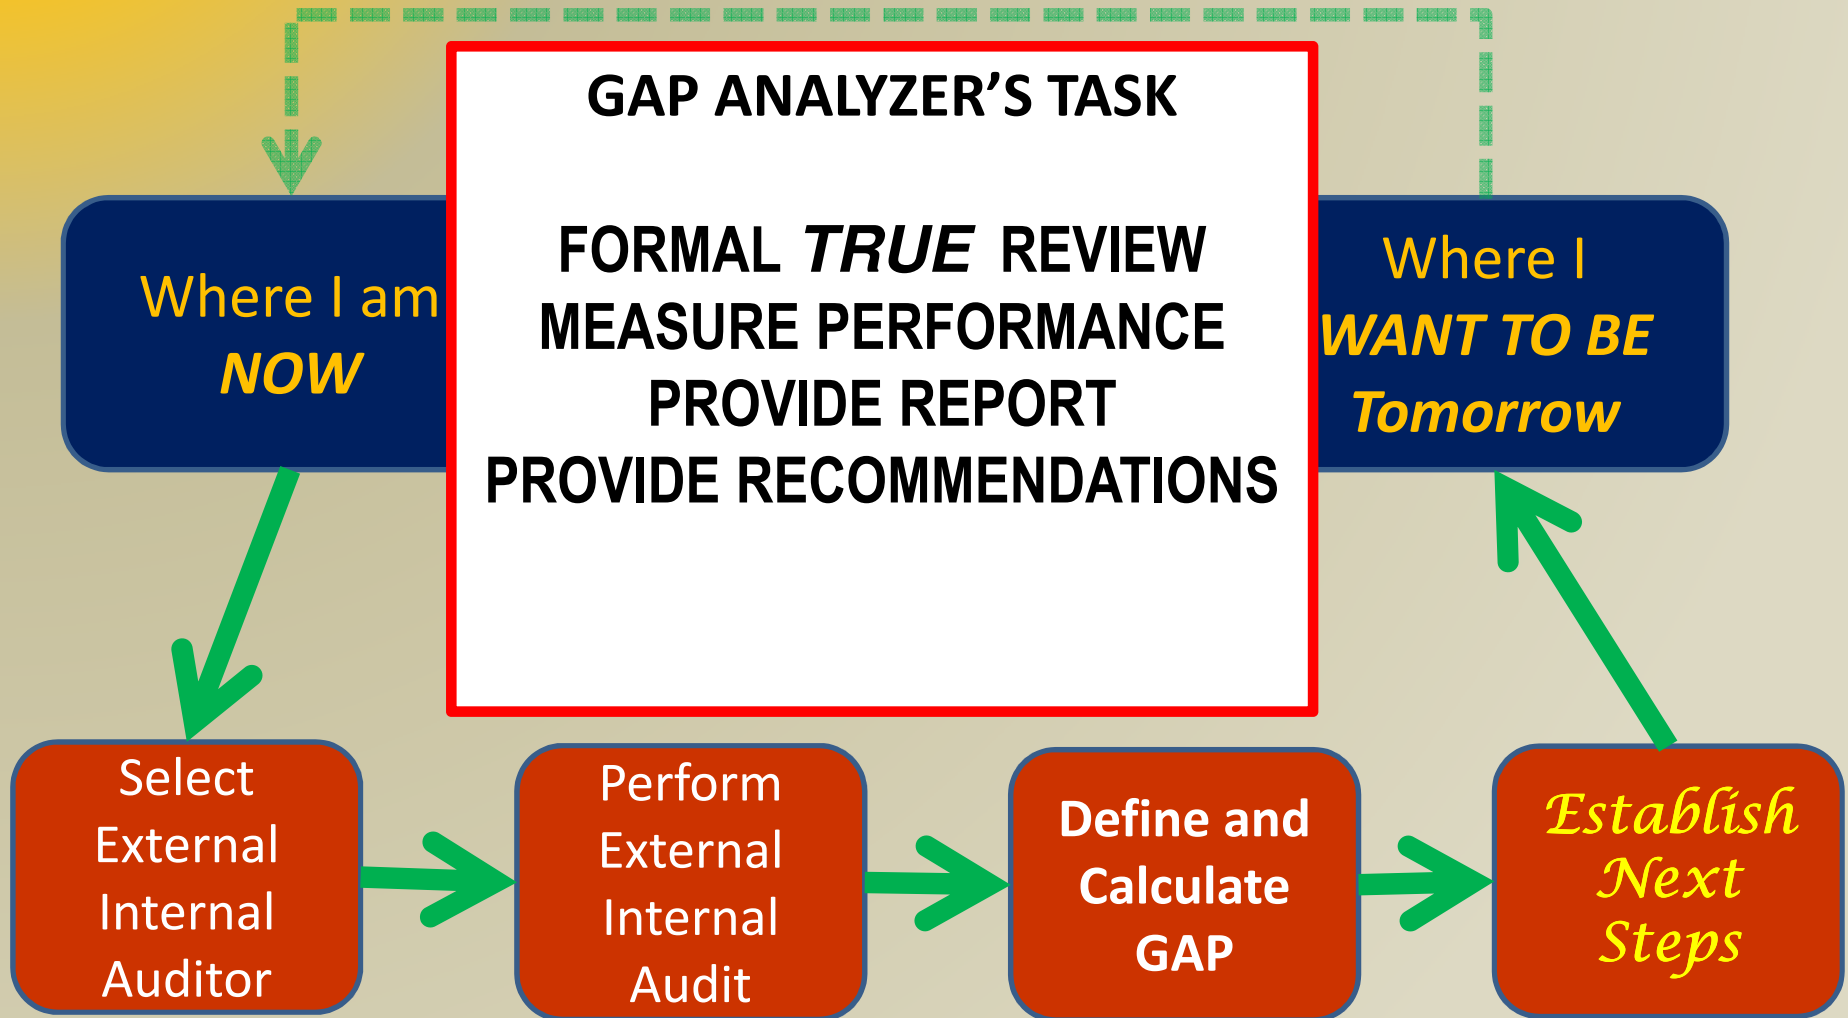 GAP ANALYZER’S TASK
FORMAL TRUE REVIEW
MEASURE PERFORMANCE
PROVIDE REPORT
PROVIDE RECOMMENDATIONS
Where I am
NOW
Where I
WANT TO BE
Tomorrow
Select
External
Internal
Auditor
Perform
External
Internal
Audit
Define and
Calculate
GAP
Establish
Next
Steps